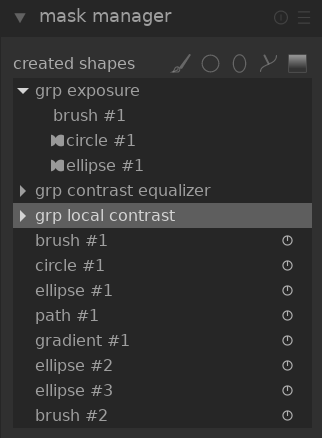 mask manager
created shapes
grp exposure
brush #1
circle #1
ellipse #1
grp contrast equalizer
grp local contrast
brush #1
circle #1
ellipse #1
path #1
gradient #1
ellipse #2
ellipse #3
brush #2